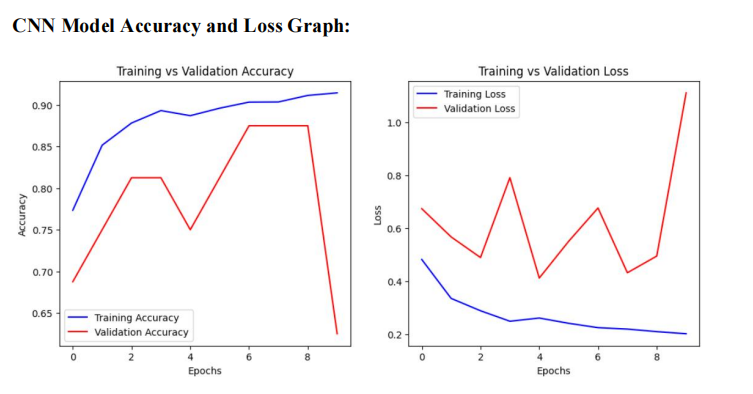 CNN Model Accuracy and Loss Graph:
Training vs Validation Accuracy
0.90
0.85
0.80
0.75
0.70
0.65
Accuracy
Training Accuracy
Validation Accuracy
0 2 4 6 8
Epochs
Training vs Validation Loss
Training Loss
Validation Loss
1.0
0.8
0.6
0.4
0.2
Loss
0 2 4 6 8
Epochs